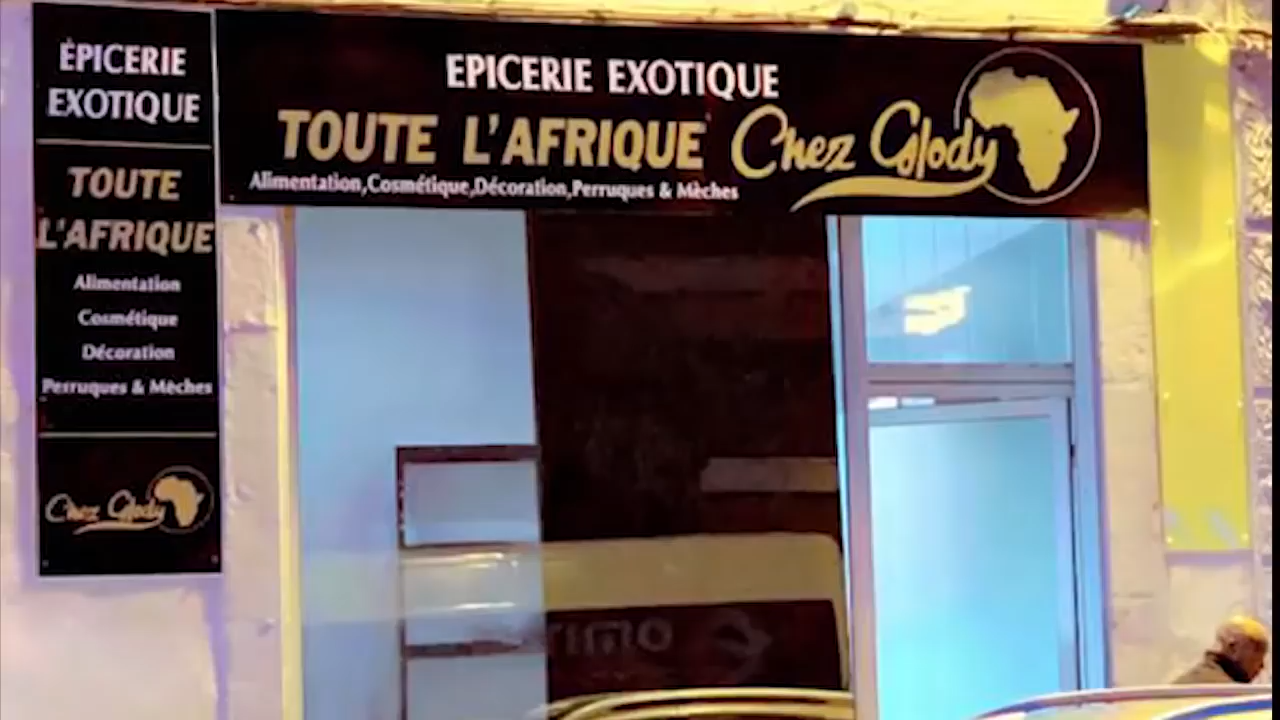 ÉPICERIE
EXOTIQUE
TOUTE
L'AFRIQUE
Alimentation
Cosmétique
Décoration
Perruques & Mèches
Chez Glody
EPICERIE EXOTIQUE
TOUTE L'AFRIQUE Chez Glody
Alimentation,Cosmétique,Décoration,Perruques & Mèches